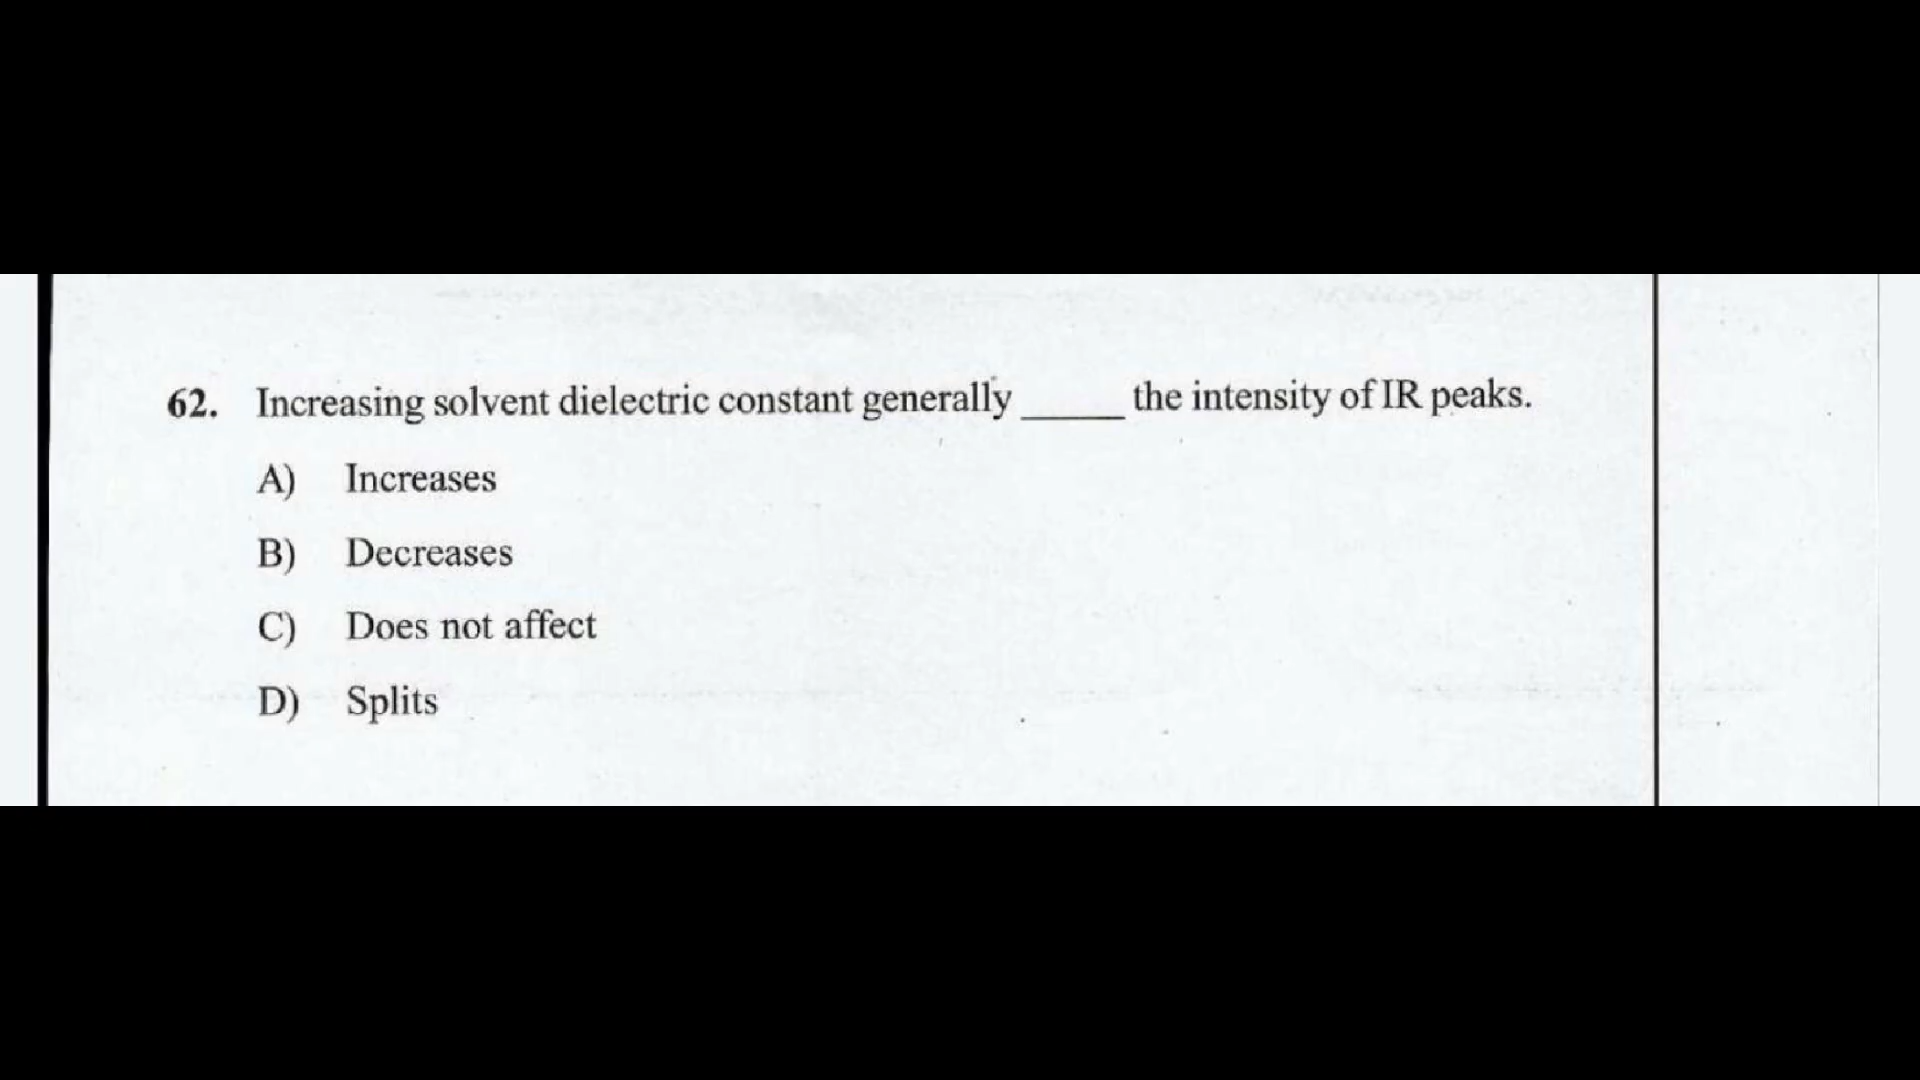 62. Increasing solvent dielectric constant generally _____ the intensity of IR peaks.
A) Increases
B) Decreases
C) Does not affect
D) Splits